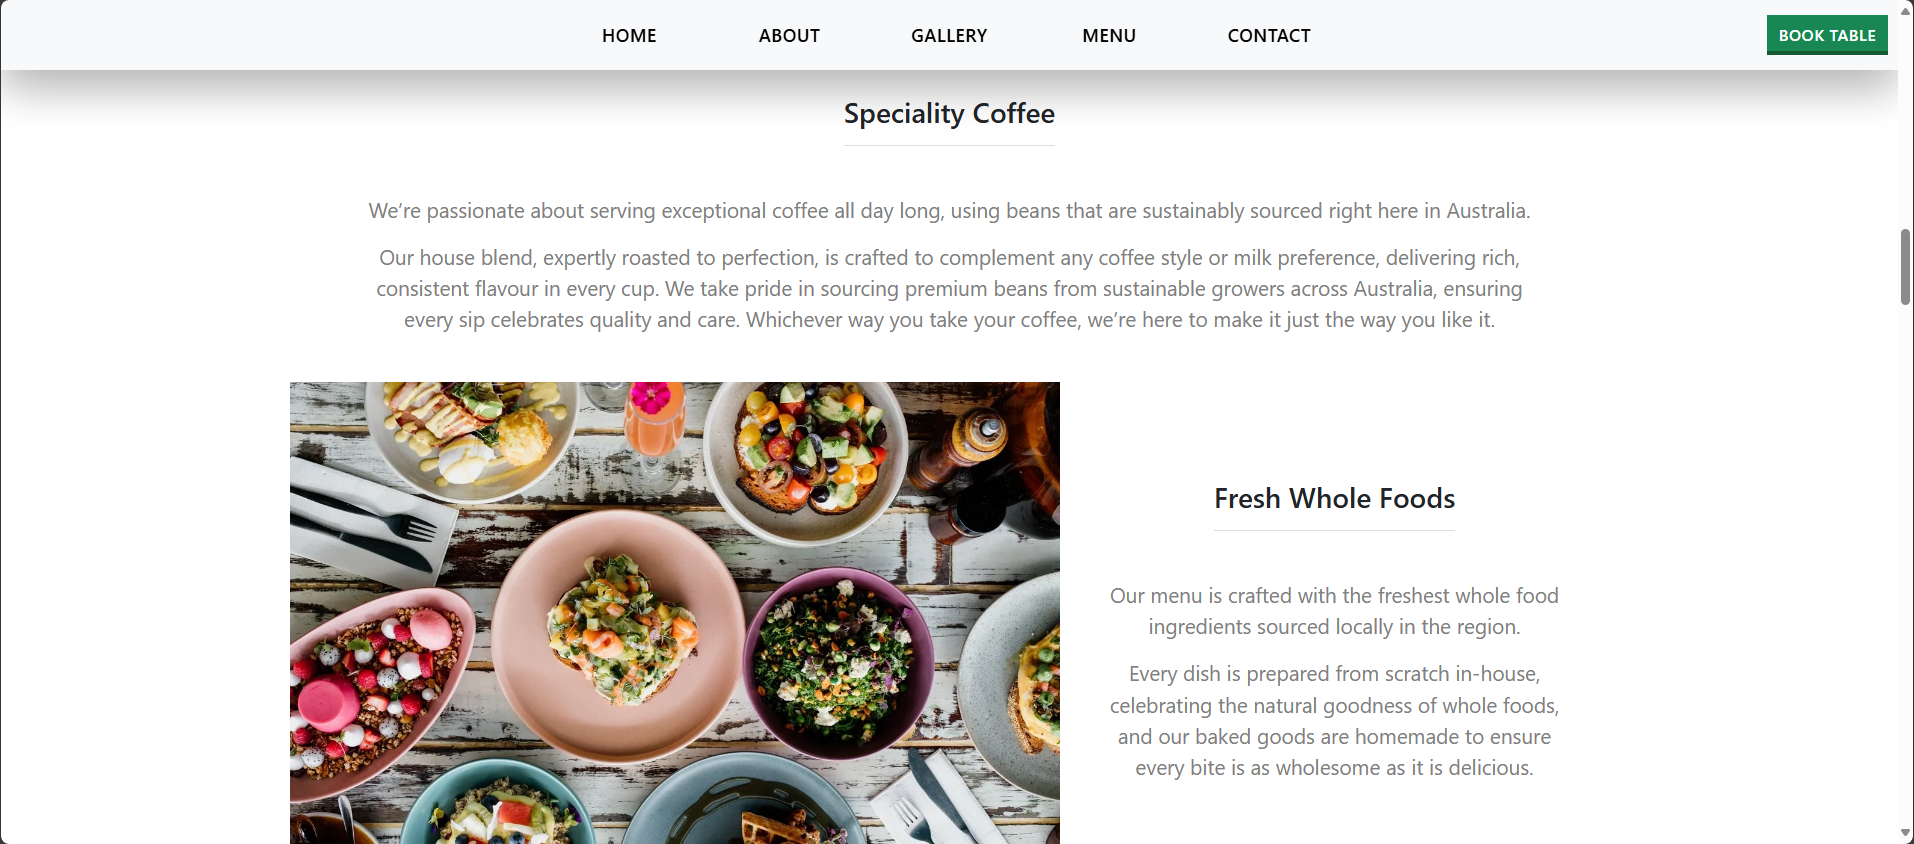 HOME ABOUT GALLERY MENU CONTACT BOOK TABLE
Speciality Coffee
We’re passionate about serving exceptional coffee all day long, using beans that are sustainably sourced right here in Australia.
Our house blend, expertly roasted to perfection, is crafted to complement any coffee style or milk preference, delivering rich,
consistent flavour in every cup. We take pride in sourcing premium beans from sustainable growers across Australia, ensuring
every sip celebrates quality and care. Whichever way you take your coffee, we’re here to make it just the way you like it.
Fresh Whole Foods
Our menu is crafted with the freshest whole food
ingredients sourced locally in the region.
Every dish is prepared from scratch in-house,
celebrating the natural goodness of whole foods,
and our baked goods are homemade to ensure
every bite is as wholesome as it is delicious.